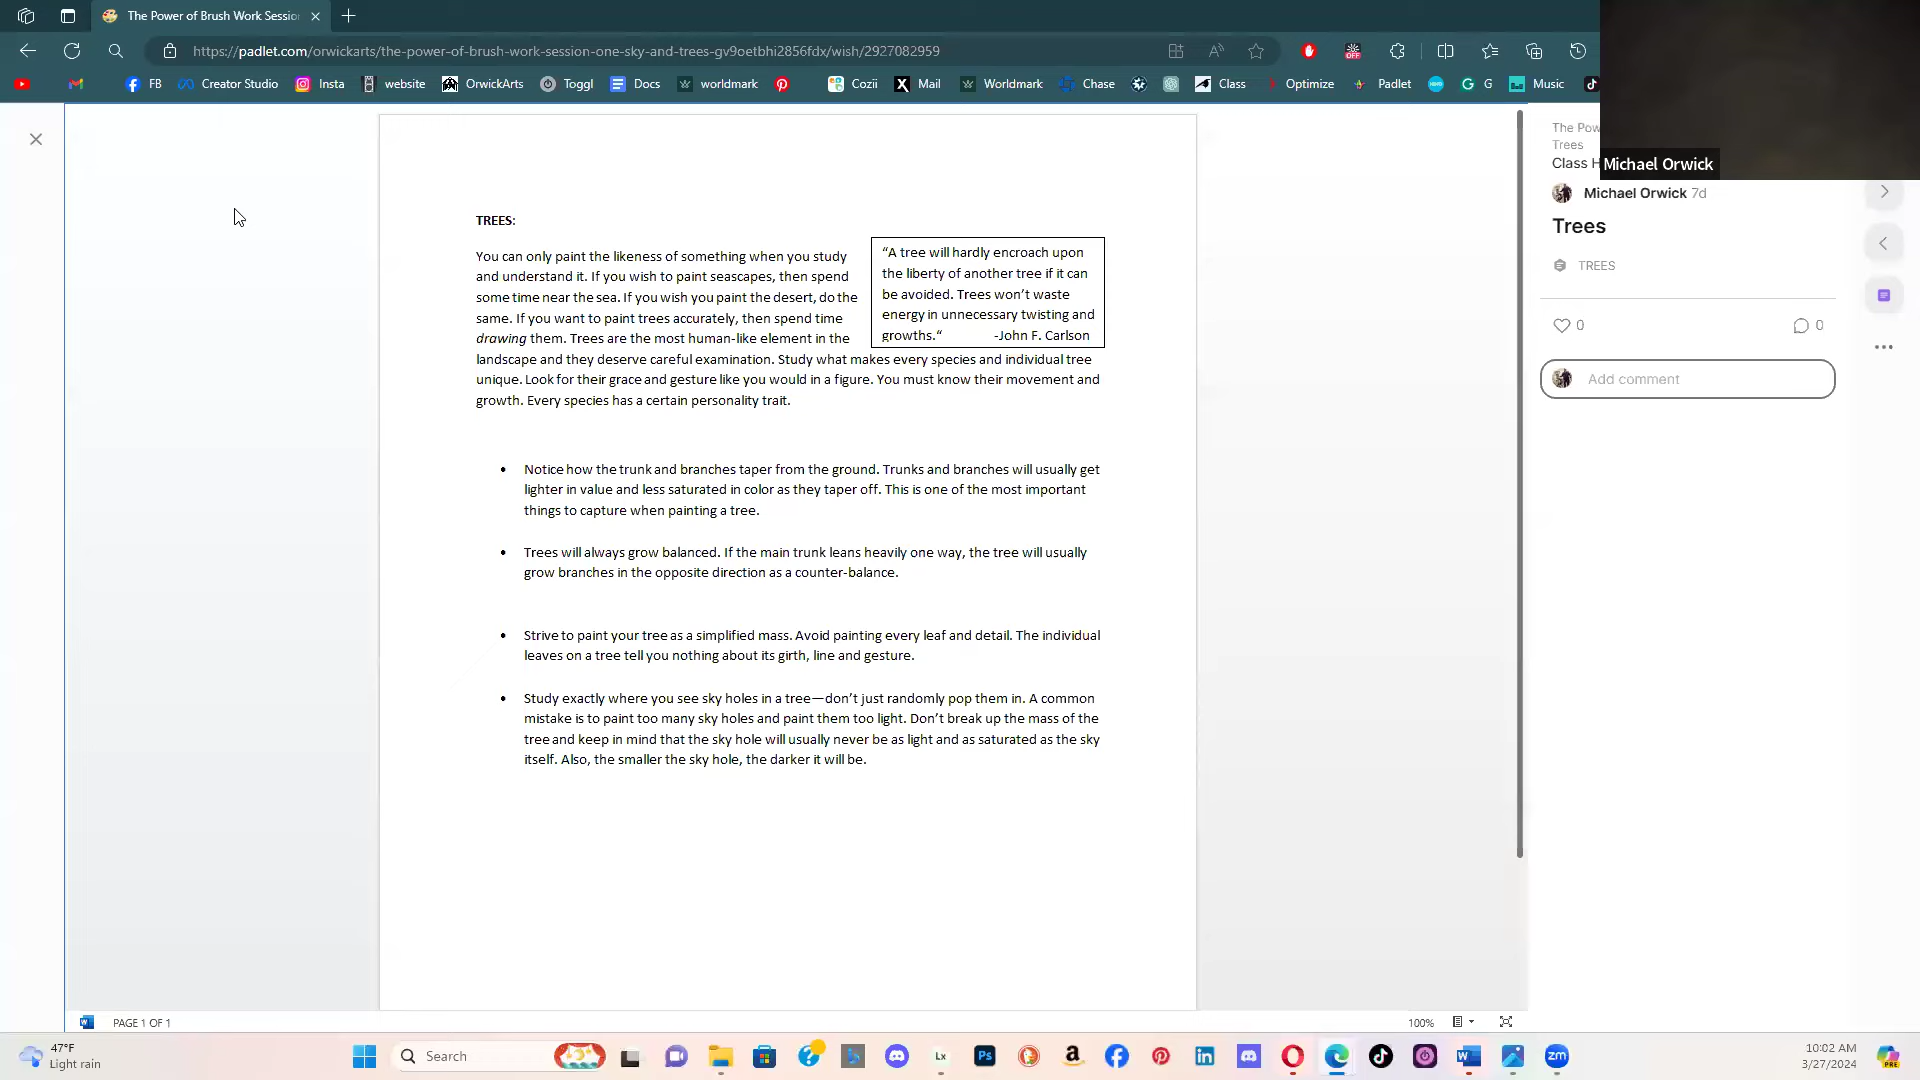 The Power of Brush Work Sessio
https://padlet.com/orwickarts/the-power-of-brush-work-session-one-sky-and-trees-gv9oetbhi2856fdx/wish/2927082959
FB
Creator Studio
Insta
website
OrwickArts
Toggl
Docs
worldmark
Cozii
Mail
Worldmark
Chase
Class
Optimize
Padlet
G
Music
TREES:
You can only paint the likeness of something when you study
and understand it. If you wish to paint seascapes, then spend
some time near the sea. If you wish you paint the desert, do the
same. If you want to paint trees accurately, then spend time
drawing them. Trees are the most human-like element in the
landscape and they deserve careful examination. Study what makes every species and individual tree
unique. Look for their grace and gesture like you would in a figure. You must know their movement and
growth. Every species has a certain personality trait.
“A tree will hardly encroach upon
the liberty of another tree if it can
be avoided. Trees won’t waste
energy in unnecessary twisting and
growths.“ -John F. Carlson
• Notice how the trunk and branches taper from the ground. Trunks and branches will usually get
lighter in value and less saturated in color as they taper off. This is one of the most important
things to capture when painting a tree.
• Trees will always grow balanced. If the main trunk leans heavily one way, the tree will usually
grow branches in the opposite direction as a counter-balance.
• Strive to paint your tree as a simplified mass. Avoid painting every leaf and detail. The individual
leaves on a tree tell you nothing about its girth, line and gesture.
• Study exactly where you see sky holes in a tree—don’t just randomly pop them in. A common
mistake is to paint too many sky holes and paint them too light. Don’t break up the mass of the
tree and keep in mind that the sky hole will usually never be as light and as saturated as the sky
itself. Also, the smaller the sky hole, the darker it will be.
The Pow
Trees
Class H
Michael Orwick
Michael Orwick 7d
Trees
TREES
0
0
Add comment
PAGE 1 OF 1
100%
47°F
Light rain
Search
10:02 AM
3/27/2024